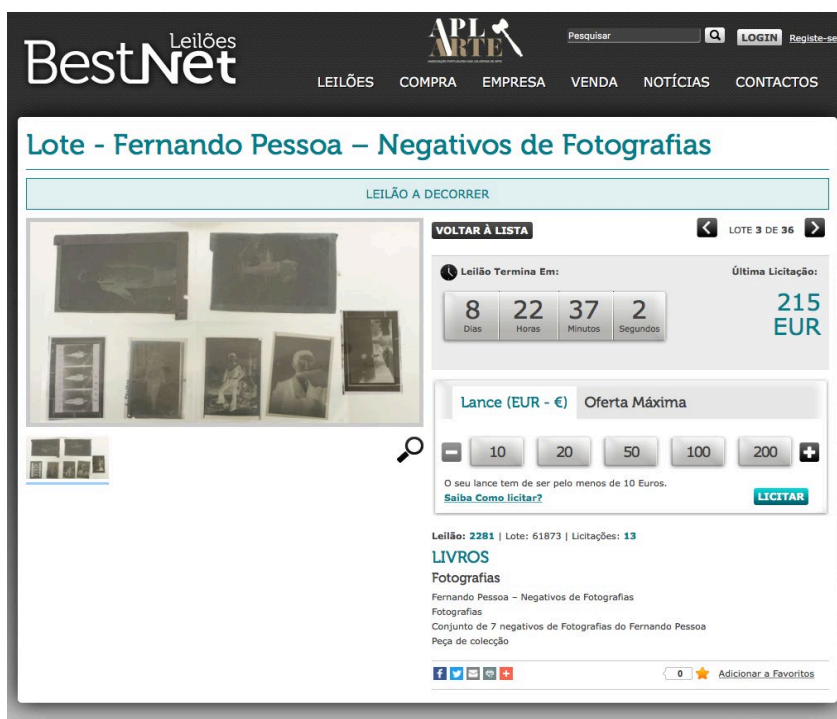 BestNet Leilões
APL ARTE
Pesquisar
LOGIN
Registe-se
LEILÕES COMPRA EMPRESA VENDA NOTÍCIAS CONTACTOS
Lote - Fernando Pessoa – Negativos de Fotografias
LEILÃO A DECORRER
VOLTAR À LISTA
LOTE 3 DE 36
Leilão Termina Em:
Última Licitação:
8 22 37 2
Dias Horas Minutos Segundos
215
EUR
Lance (EUR - €) Oferta Máxima
10 20 50 100 200
O seu lance tem de ser pelo menos de 10 Euros.
Saiba Como licitar?
LICITAR
Leilão: 2281 | Lote: 61873 | Licitações: 13
LIVROS
Fotografias
Fernando Pessoa – Negativos de Fotografias
Fotografias
Conjunto de 7 negativos de Fotografias do Fernando Pessoa
Peça de colecção
0 Adicionar a Favoritos